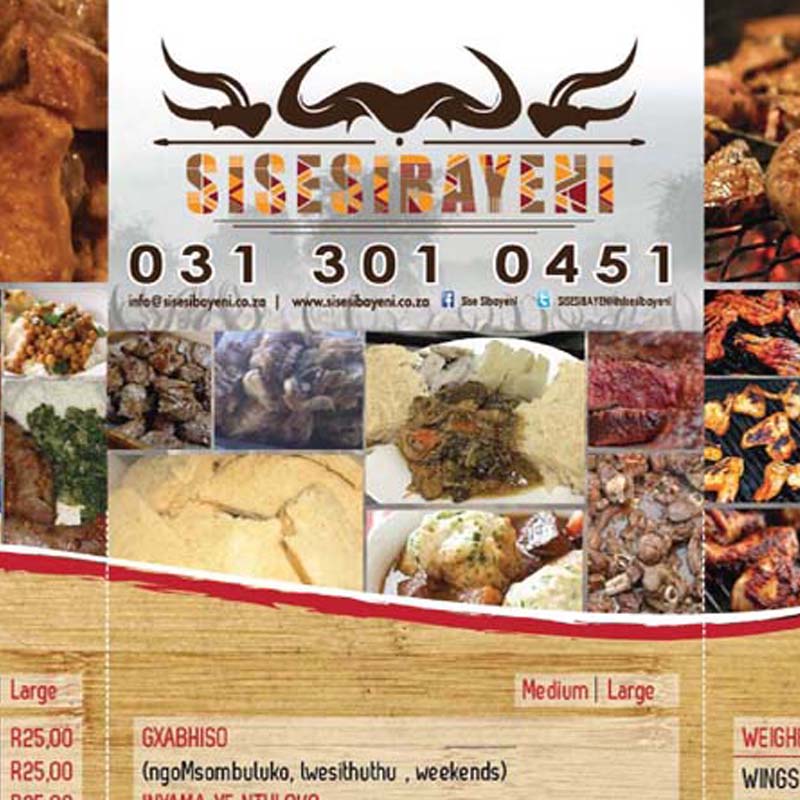 SISESIBAYENI
031 301 0451
info@sisesibayeni.co.za | www.sisesibayeni.co.za Sise Sibayeni
Medium | Large
Large
GXABHISO
R25,00
(ngoMsombuluko, lwesithuthu , weekends)
R25,00
WINGS